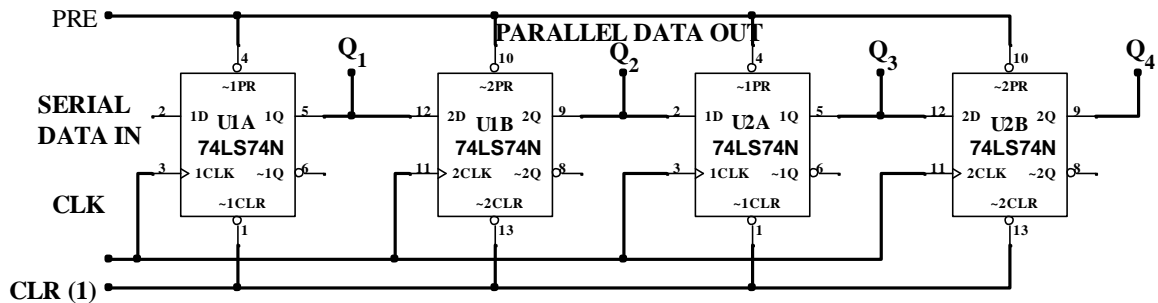 PRE
PARALLEL DATA OUT
4 10 4 10
Q1 Q2 Q3 Q4
~1PR ~2PR ~1PR ~2PR
SERIAL
DATA IN
2 1D 1Q 5 12 2D 2Q 9 2 1D 1Q 5 12 2D 2Q 9
U1A U1B U2A U2B
74LS74N 74LS74N 74LS74N 74LS74N
3 1CLK ~1Q 6 11 2CLK ~2Q 8 3 1CLK ~1Q 6 11 2CLK ~2Q 8
CLK
~1CLR ~2CLR ~1CLR ~2CLR
1 13 1 13
CLR (1)